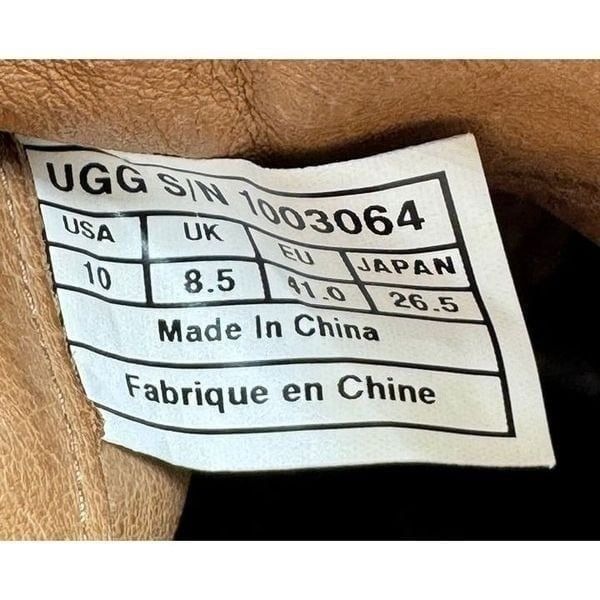 UGG S/N 1003064
USA UK EU JAPAN
10 8.5 41.0 26.5
Made In China
Fabrique en Chine